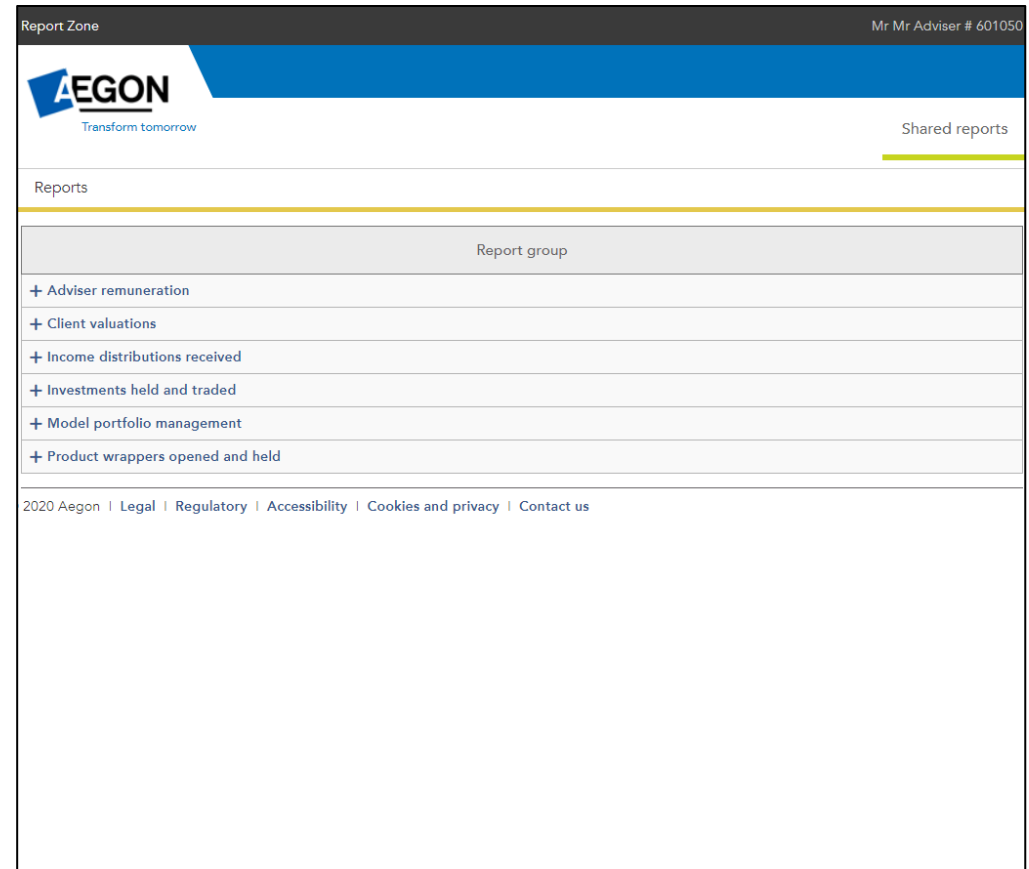 Report Zone
Mr Mr Adviser # 601050
AEGON
Transform tomorrow
Shared reports
Reports
Report group
+ Adviser remuneration
+ Client valuations
+ Income distributions received
+ Investments held and traded
+ Model portfolio management
+ Product wrappers opened and held
2020 Aegon | Legal | Regulatory | Accessibility | Cookies and privacy | Contact us